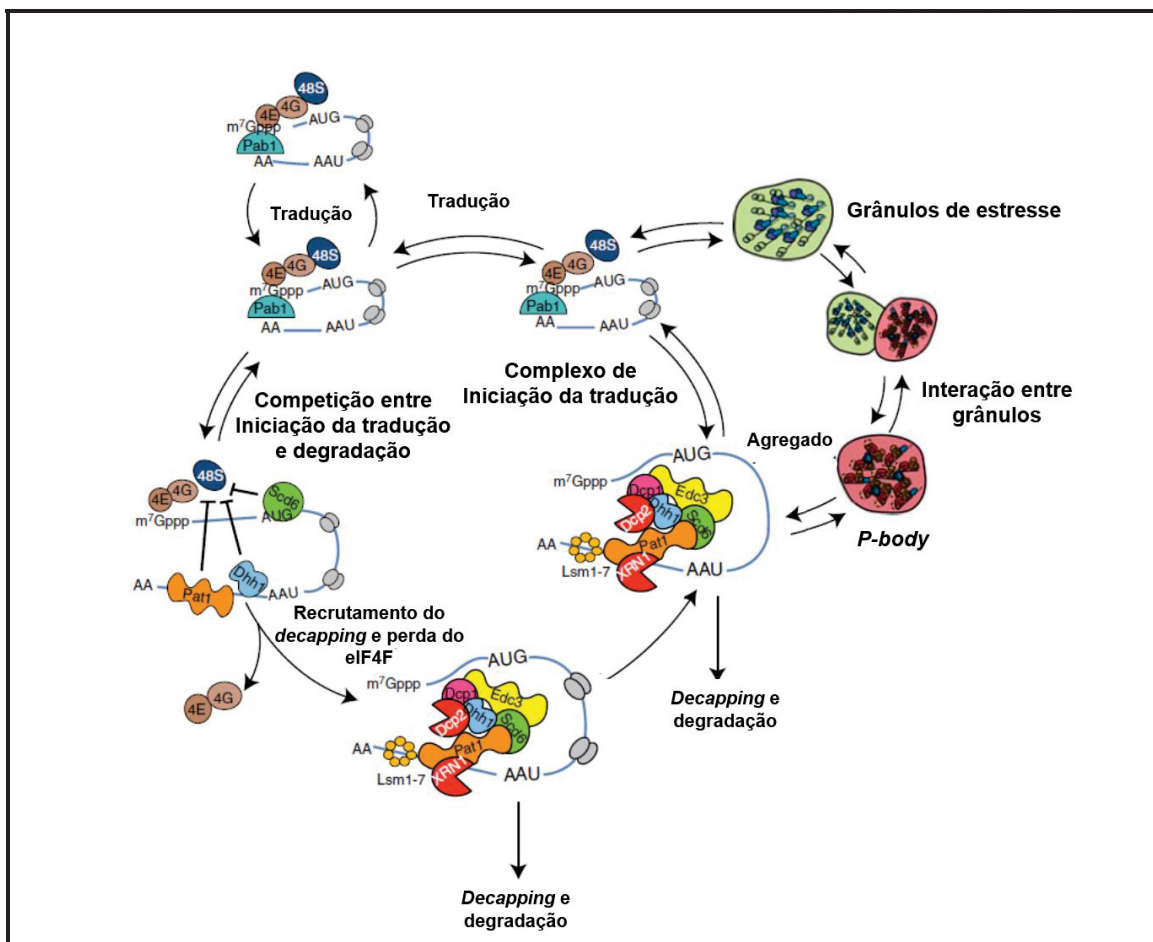 48S
4G
4E
m⁷Gppp
AUG
Pab1
AA
AAU
Tradução
Tradução
48S
4G
4E
m⁷Gppp
AUG
Pab1
AA
AAU
48S
4G
4E
m⁷Gppp
AUG
Pab1
AA
AAU
Grânulos de estresse
Interação entre
grânulos
Complexo de
Iniciação da tradução
Competição entre
Iniciação da tradução
e degradação
48S
4G
4E
Scd6
m⁷Gppp
AUG
AA
Pat1
Dhh1
AAU
Agregado
AUG
m⁷Gppp
Dcp1
Edc3
Dcp2
Dhh1
Scd6
AA
Pat1
Lsm1-7
XRN1
AAU
P-body
Recrutamento do
decapping e perda do
eIF4F
4G
4E
AUG
m⁷Gppp
Dcp1
Edc3
Dcp2
Dhh1
Scd6
AA
Pat1
Lsm1-7
XRN1
AAU
Decapping e
degradação
Decapping e
degradação